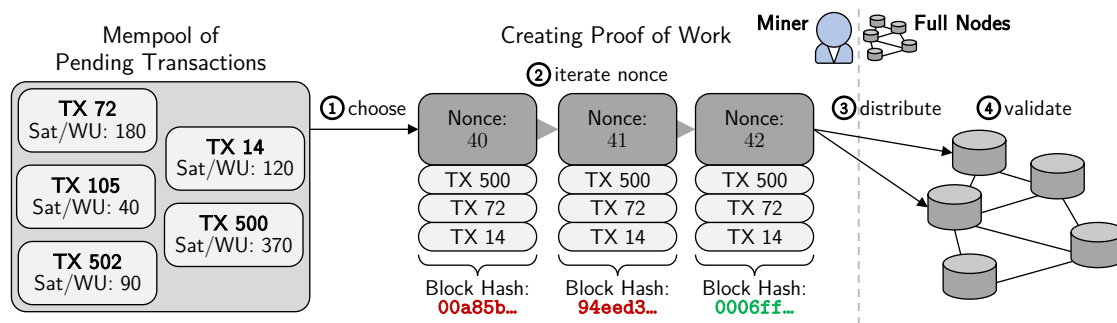 Mempool of
Pending Transactions
TX 72
Sat/WU: 180
TX 14
Sat/WU: 120
TX 105
Sat/WU: 40
TX 500
Sat/WU: 370
TX 502
Sat/WU: 90
1 choose
Creating Proof of Work
2 iterate nonce
Nonce:
40
TX 500
TX 72
TX 14
Block Hash:
00a85b…
Nonce:
41
TX 500
TX 72
TX 14
Block Hash:
94eed3…
Nonce:
42
TX 500
TX 72
TX 14
Block Hash:
0006ff…
Miner
Full Nodes
3 distribute
4 validate